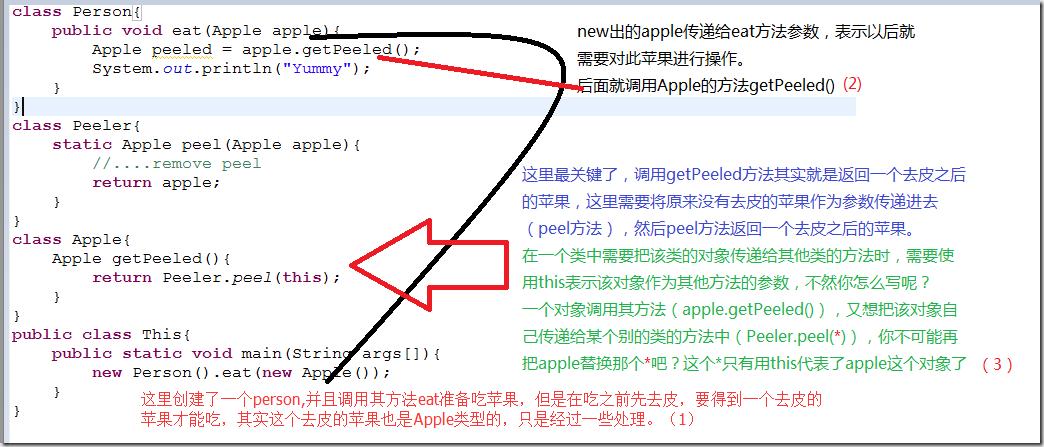 class Person{
public void eat(Apple apple){
Apple peeled = apple.getPeeled();
System.out.println("Yummy");
}
}
class Peeler{
static Apple peel(Apple apple){
//....remove peel
return apple;
}
}
class Apple{
Apple getPeeled(){
return Peeler.peel(this);
}
}
public class This{
public static void main(String args[]){
new Person().eat(new Apple());
}
}
new出的apple传递给eat方法参数，表示以后就
需要对此苹果进行操作。
后面就调用Apple的方法getPeeled() (2)
这里最关键了，调用getPeeled方法其实就是返回一个去皮之后
的苹果，这里需要将原来没有去皮的苹果作为参数传递进去
（peel方法），然后peel方法返回一个去皮之后的苹果。
在一个类中需要把该类的对象传递给其他类的方法时，需要使
用this表示该对象作为其他方法的参数，不然你怎么写呢？
一个对象调用其方法（apple.getPeeled()），又想把该对象自
己传递给某个别的类的方法中（Peeler.peel(*)），你不可能再
把apple替换那个*吧？这个*只有用this代表了apple这个对象了 （3）
这里创建了一个person,并且调用其方法eat准备吃苹果，但是在吃之前先去皮，要得到一个去皮的
苹果才能吃，其实这个去皮的苹果也是Apple类型的，只是经过一些处理。（1）